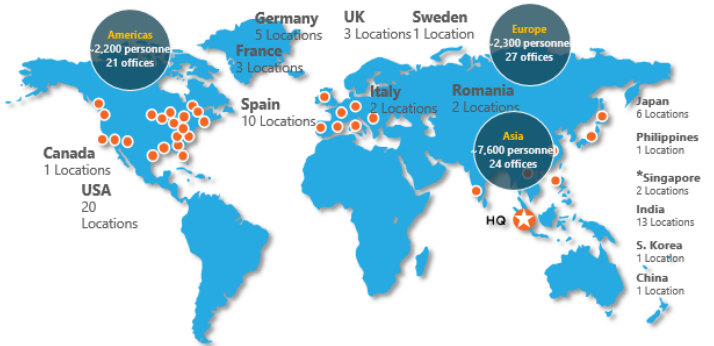 Americas
~2,200 personnel
21 offices
Germany
5 Locations
France
3 Locations
UK
3 Locations
Sweden
1 Location
Europe
~2,300 personnel
27 offices
Spain
10 Locations
Italy
2 Locations
Romania
2 Locations
Asia
~7,600 personnel
24 offices
Canada
1 Locations
USA
20
Locations
HQ
Japan
6 Locations
Philippines
1 Location
*Singapore
2 Locations
India
13 Locations
S. Korea
1 Location
China
1 Location